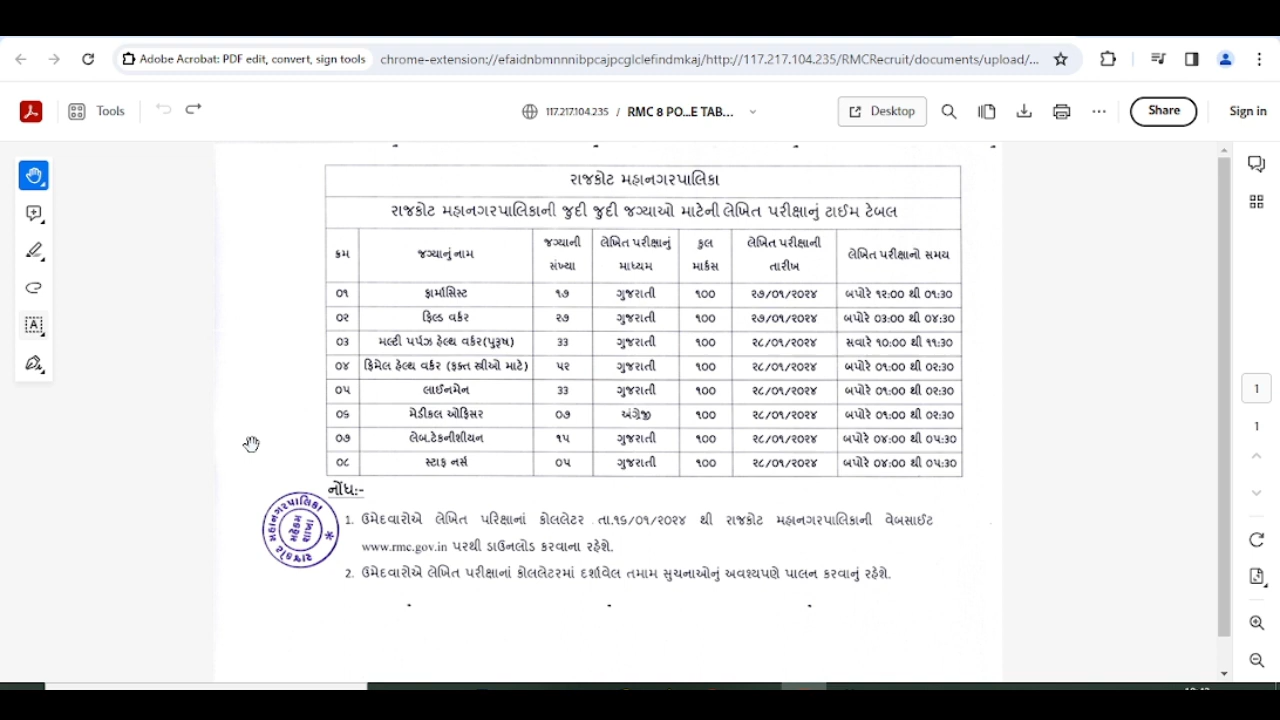 Adobe Acrobat: PDF edit, convert, sign tools chrome-extension://efaidnbmnnnibpcajpcglclefindmkaj/http://117.217.104.235/RMCRecruit/documents/upload/...
Tools 117.217.104.235 / RMC 8 PO...E TAB... Desktop Share Sign in
રાજકોટ મહાનગરપાલિકા
રાજકોટ મહાનગરપાલિકાની જુદી જુદી જગ્યાઓ માટેની લેખિત પરીક્ષાનું ટાઈમ ટેબલ
ક્રમ જગ્યાનું નામ જગ્યાની સંખ્યા લેખિત પરીક્ષાનું માધ્યમ કુલ માર્કસ લેખિત પરીક્ષાની તારીખ લેખિત પરીક્ષાનો સમય
૦૧ ફાર્માસિસ્ટ ૧૭ ગુજરાતી ૧૦૦ ૨૭/૦૧/૨૦૨૪ બપોરે ૧૨:૦૦ થી ૦૧:૩૦
૦૨ ફિલ્ડ વર્કર ૨૭ ગુજરાતી ૧૦૦ ૨૭/૦૧/૨૦૨૪ બપોરે ૦૩:૦૦ થી ૦૪:૩૦
૦૩ મલ્ટી પર્પઝ હેલ્થ વર્કર(પુરૂષ) ૩૩ ગુજરાતી ૧૦૦ ૨૮/૦૧/૨૦૨૪ સવારે ૧૦:૦૦ થી ૧૧:૩૦
૦૪ ફિમેલ હેલ્થ વર્કર (ફક્ત સ્ત્રીઓ માટે) ૫૨ ગુજરાતી ૧૦૦ ૨૮/૦૧/૨૦૨૪ બપોરે ૦૧:૦૦ થી ૦૨:૩૦
૦૫ લાઈનમેન ૩૩ ગુજરાતી ૧૦૦ ૨૮/૦૧/૨૦૨૪ બપોરે ૦૧:૦૦ થી ૦૨:૩૦
૦૬ મેડીકલ ઓફિસર ૦૭ અંગ્રેજી ૧૦૦ ૨૮/૦૧/૨૦૨૪ બપોરે ૦૧:૦૦ થી ૦૨:૩૦
૦૭ લેબ.ટેકનીશીયન ૧૫ ગુજરાતી ૧૦૦ ૨૮/૦૧/૨૦૨૪ બપોરે ૦૪:૦૦ થી ૦૫:૩૦
૦૮ સ્ટાફ નર્સ ૦૫ ગુજરાતી ૧૦૦ ૨૮/૦૧/૨૦૨૪ બપોરે ૦૪:૦૦ થી ૦૫:૩૦
નોંધ:-
1. ઉમેદવારોએ લેખિત પરિક્ષાનાં કોલલેટર તા.૧૬/૦૧/૨૦૨૪ થી રાજકોટ મહાનગરપાલિકાની વેબસાઈટ
www.rmc.gov.in પરથી ડાઉનલોડ કરવાના રહેશે.
2. ઉમેદવારોએ લેખિત પરીક્ષાનાં કોલલેટરમાં દર્શાવેલ તમામ સુચનાઓનું અવશ્યપણે પાલન કરવાનું રહેશે.
રાજકોટ મહાનગરપાલિકા
મહેકમ
શાખા
1
1